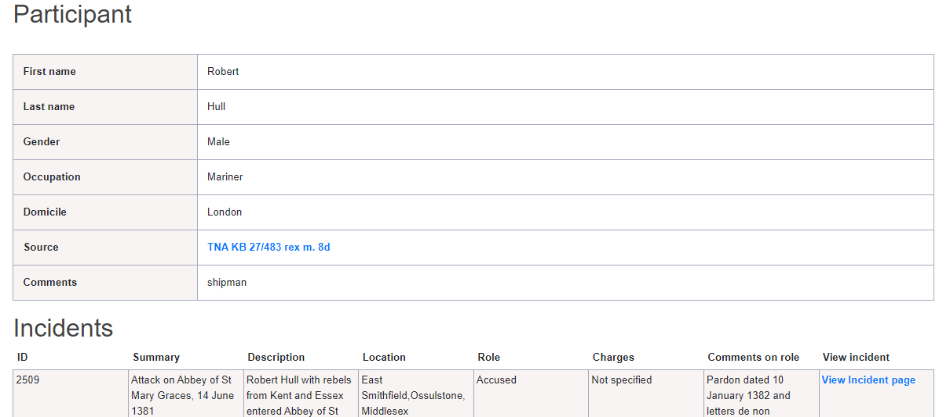 Participant
First name Robert
Last name Hull
Gender Male
Occupation Mariner
Domicile London
Source TNA KB 27/483 rex m. 8d
Comments shipman
Incidents
ID Summary Description Location Role Charges Comments on role View incident
2509 Attack on Abbey of St Robert Hull with rebels East Accused Not specified Pardon dated 10 View Incident page
Mary Graces, 14 June from Kent and Essex Smithfield,Ossulstone, January 1382 and
1381 entered Abbey of St Middlesex letters de non